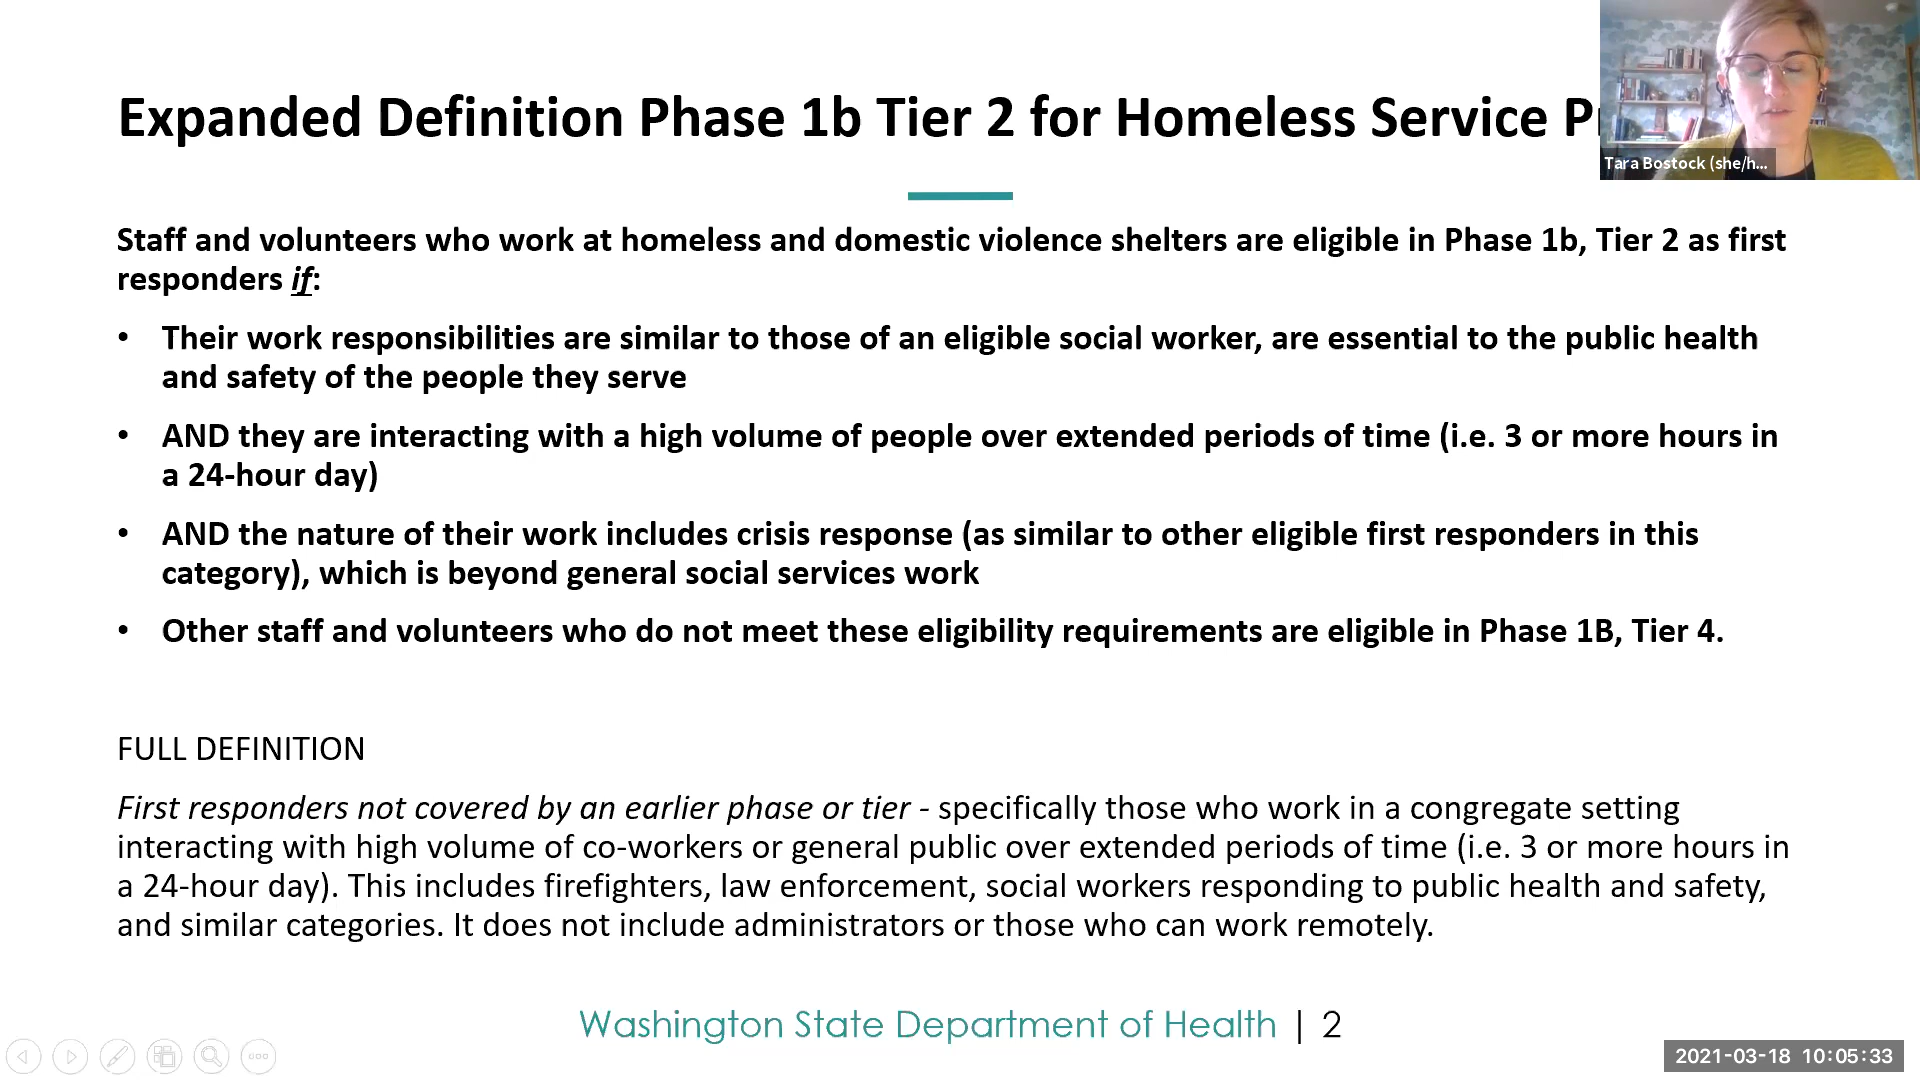 Expanded Definition Phase 1b Tier 2 for Homeless Service
Tara Bostock (she/h...
Staff and volunteers who work at homeless and domestic violence shelters are eligible in Phase 1b, Tier 2 as first
responders if:
• Their work responsibilities are similar to those of an eligible social worker, are essential to the public health
and safety of the people they serve
• AND they are interacting with a high volume of people over extended periods of time (i.e. 3 or more hours in
a 24-hour day)
• AND the nature of their work includes crisis response (as similar to other eligible first responders in this
category), which is beyond general social services work
• Other staff and volunteers who do not meet these eligibility requirements are eligible in Phase 1B, Tier 4.
FULL DEFINITION
First responders not covered by an earlier phase or tier - specifically those who work in a congregate setting
interacting with high volume of co-workers or general public over extended periods of time (i.e. 3 or more hours in
a 24-hour day). This includes firefighters, law enforcement, social workers responding to public health and safety,
and similar categories. It does not include administrators or those who can work remotely.
Washington State Department of Health | 2
2021-03-18 10:05:33